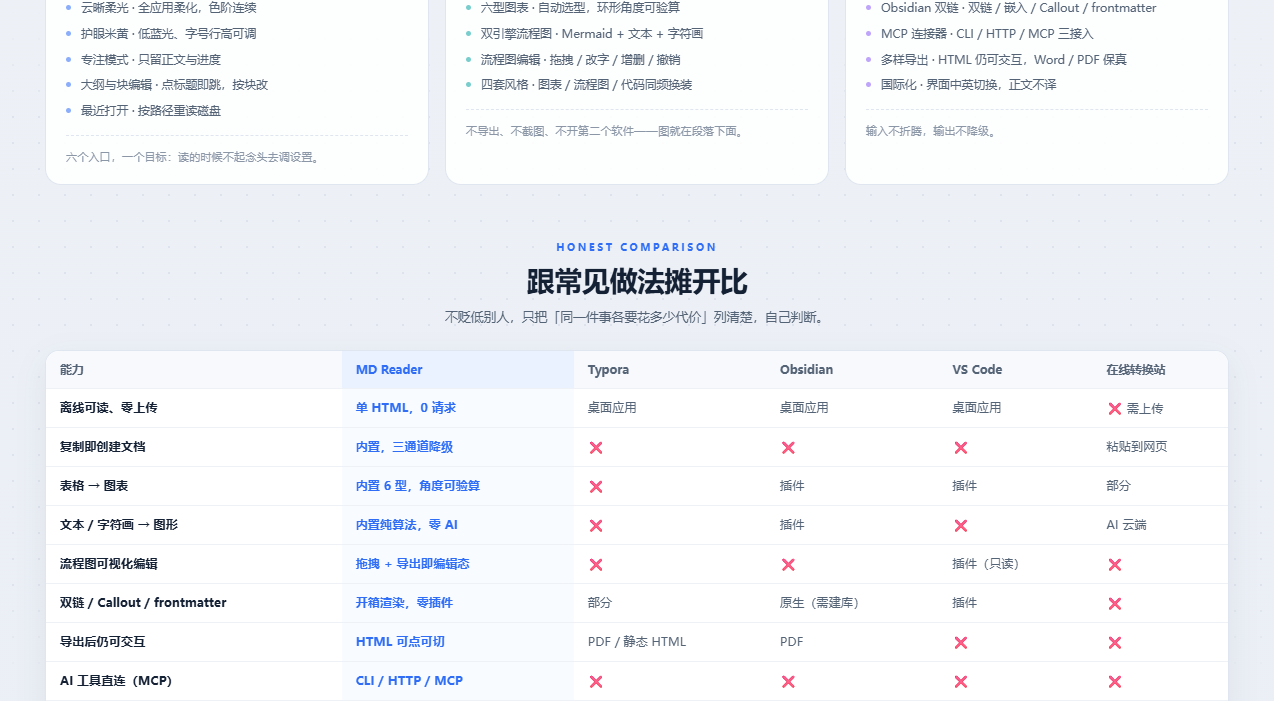 云晰柔光 · 全应用柔化，色阶连续
护眼米黄 · 低蓝光、字号行高可调
专注模式 · 只留正文与进度
大纲与块编辑 · 点标题即跳，按块改
最近打开 · 按路径重读磁盘
六个入口，一个目标：读的时候不起念头去调设置。
六型图表 · 自动选型，环形角度可验算
双引擎流程图 · Mermaid + 文本 + 字符画
流程图编辑 · 拖拽 / 改字 / 增删 / 撤销
四套风格 · 图表 / 流程图 / 代码同频换装
不导出、不截图、不开第二个软件——图就在段落下面。
Obsidian 双链 · 双链 / 嵌入 / Callout / frontmatter
MCP 连接器 · CLI / HTTP / MCP 三接入
多样导出 · HTML 仍可交互，Word / PDF 保真
国际化 · 界面中英切换，正文不译
输入不折腾，输出不降级。
HONEST COMPARISON
跟常见做法摊开比
不贬低别人，只把「同一件事各要花多少代价」列清楚，自己判断。
能力 MD Reader Typora Obsidian VS Code 在线转换站
离线可读、零上传 单 HTML，0 请求 桌面应用 桌面应用 桌面应用 ❌ 需上传
复制即创建文档 内置，三通道降级 ❌ ❌ ❌ 粘贴到网页
表格 → 图表 内置 6 型，角度可验算 ❌ 插件 插件 部分
文本 / 字符画 → 图形 内置纯算法，零 AI ❌ 插件 ❌ AI 云端
流程图可视化编辑 拖拽 + 导出即编辑态 ❌ ❌ 插件（只读） ❌
双链 / Callout / frontmatter 开箱渲染，零插件 部分 原生（需建库） 插件 ❌
导出后仍可交互 HTML 可点可切 PDF / 静态 HTML PDF ❌ ❌
AI 工具直连（MCP） CLI / HTTP / MCP ❌ ❌ ❌ ❌